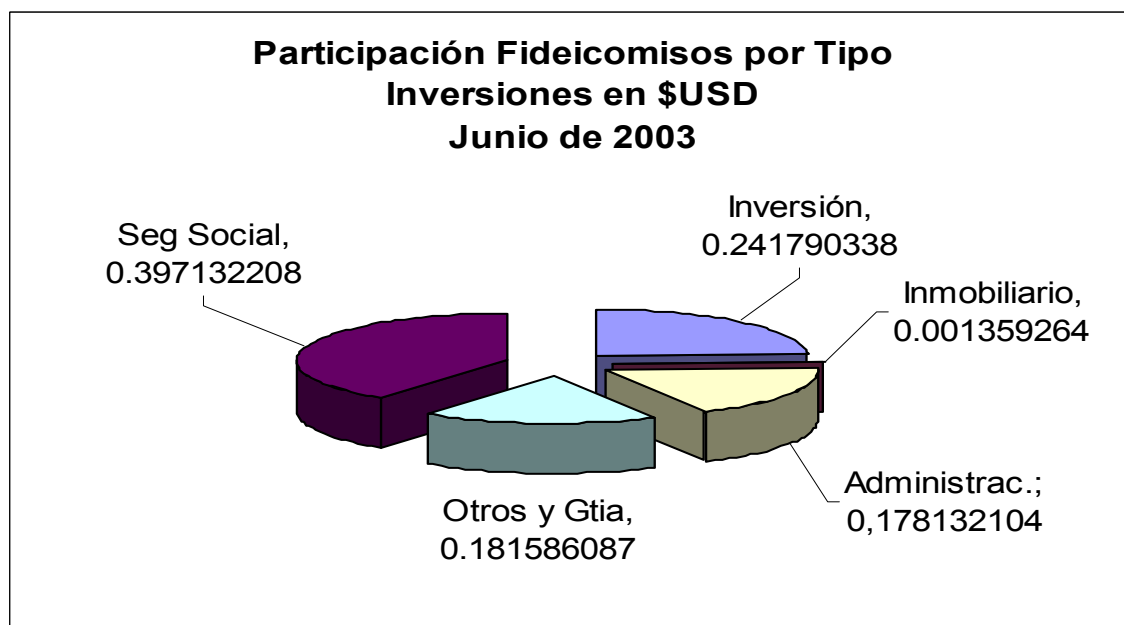 Participación Fideicomisos por Tipo
Inversiones en $USD
Junio de 2003
Seg Social,
0.397132208
Inversión,
0.241790338
Inmobiliario,
0.001359264
Administrac.;
0,178132104
Otros y Gtia,
0.181586087